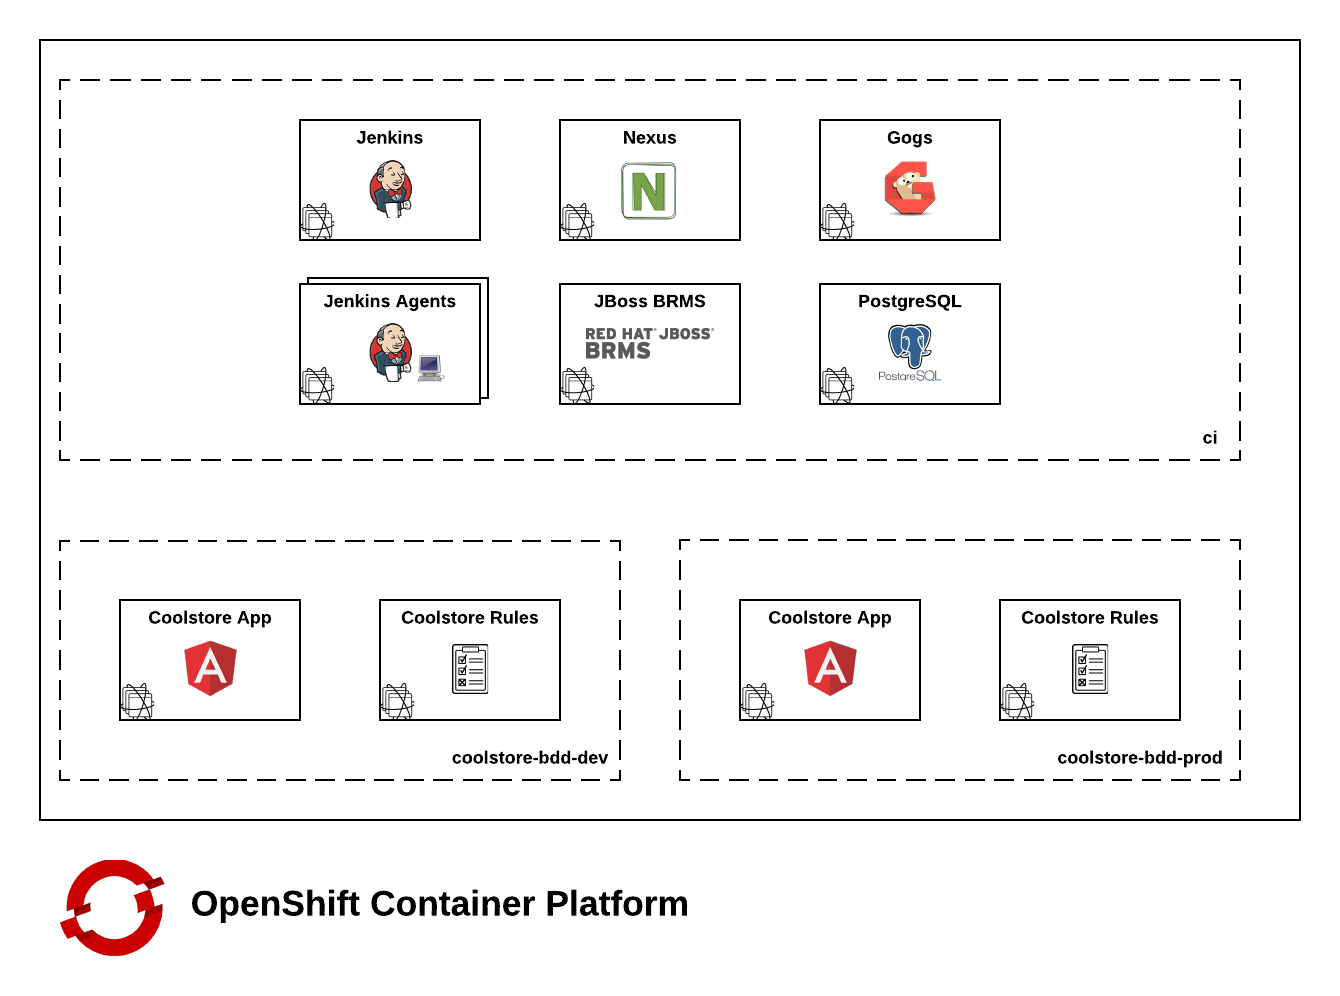 Jenkins
Nexus
N
Gogs
Jenkins Agents
JBoss BRMS
RED HAT® JBOSS®
BRMS
PostgreSQL
PostgreSQL
ci
Coolstore App
A
Coolstore Rules
coolstore-bdd-dev
Coolstore App
A
Coolstore Rules
coolstore-bdd-prod
OpenShift Container Platform